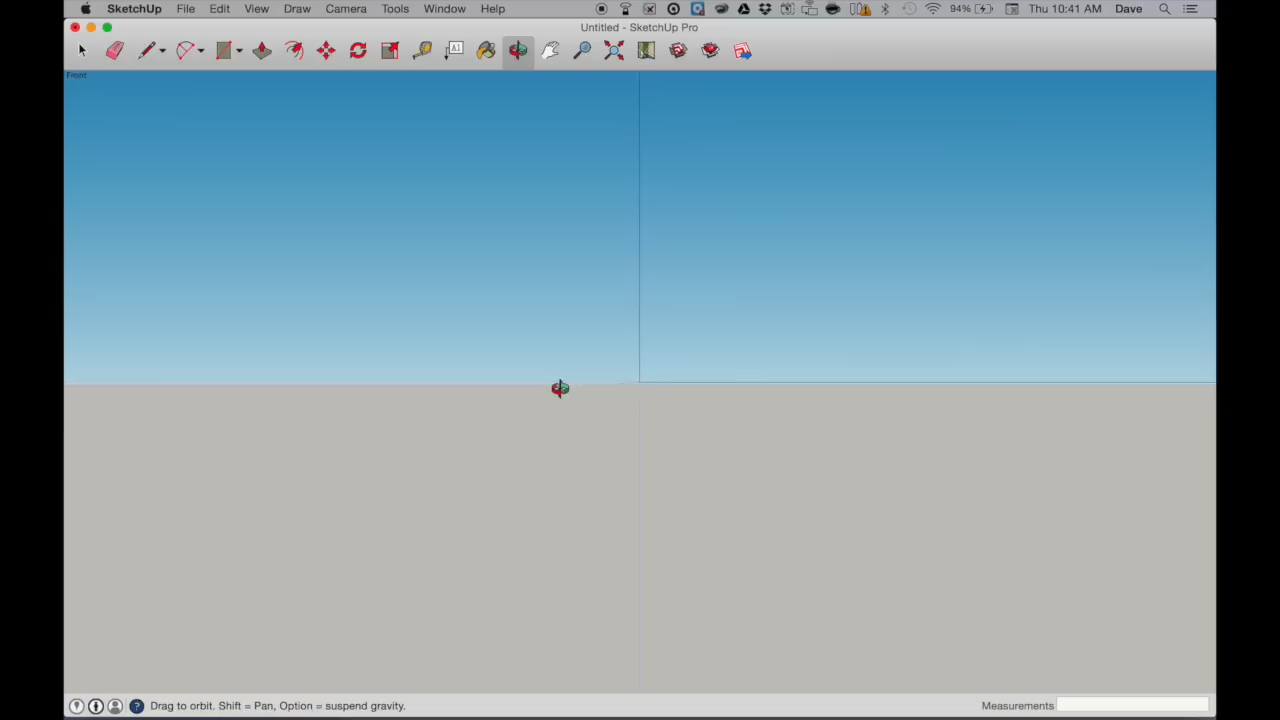 SketchUp File Edit View Draw Camera Tools Window Help 94% Thu 10:41 AM Dave
Untitled - SketchUp Pro
A1
Front
? Drag to orbit. Shift = Pan, Option = suspend gravity. Measurements